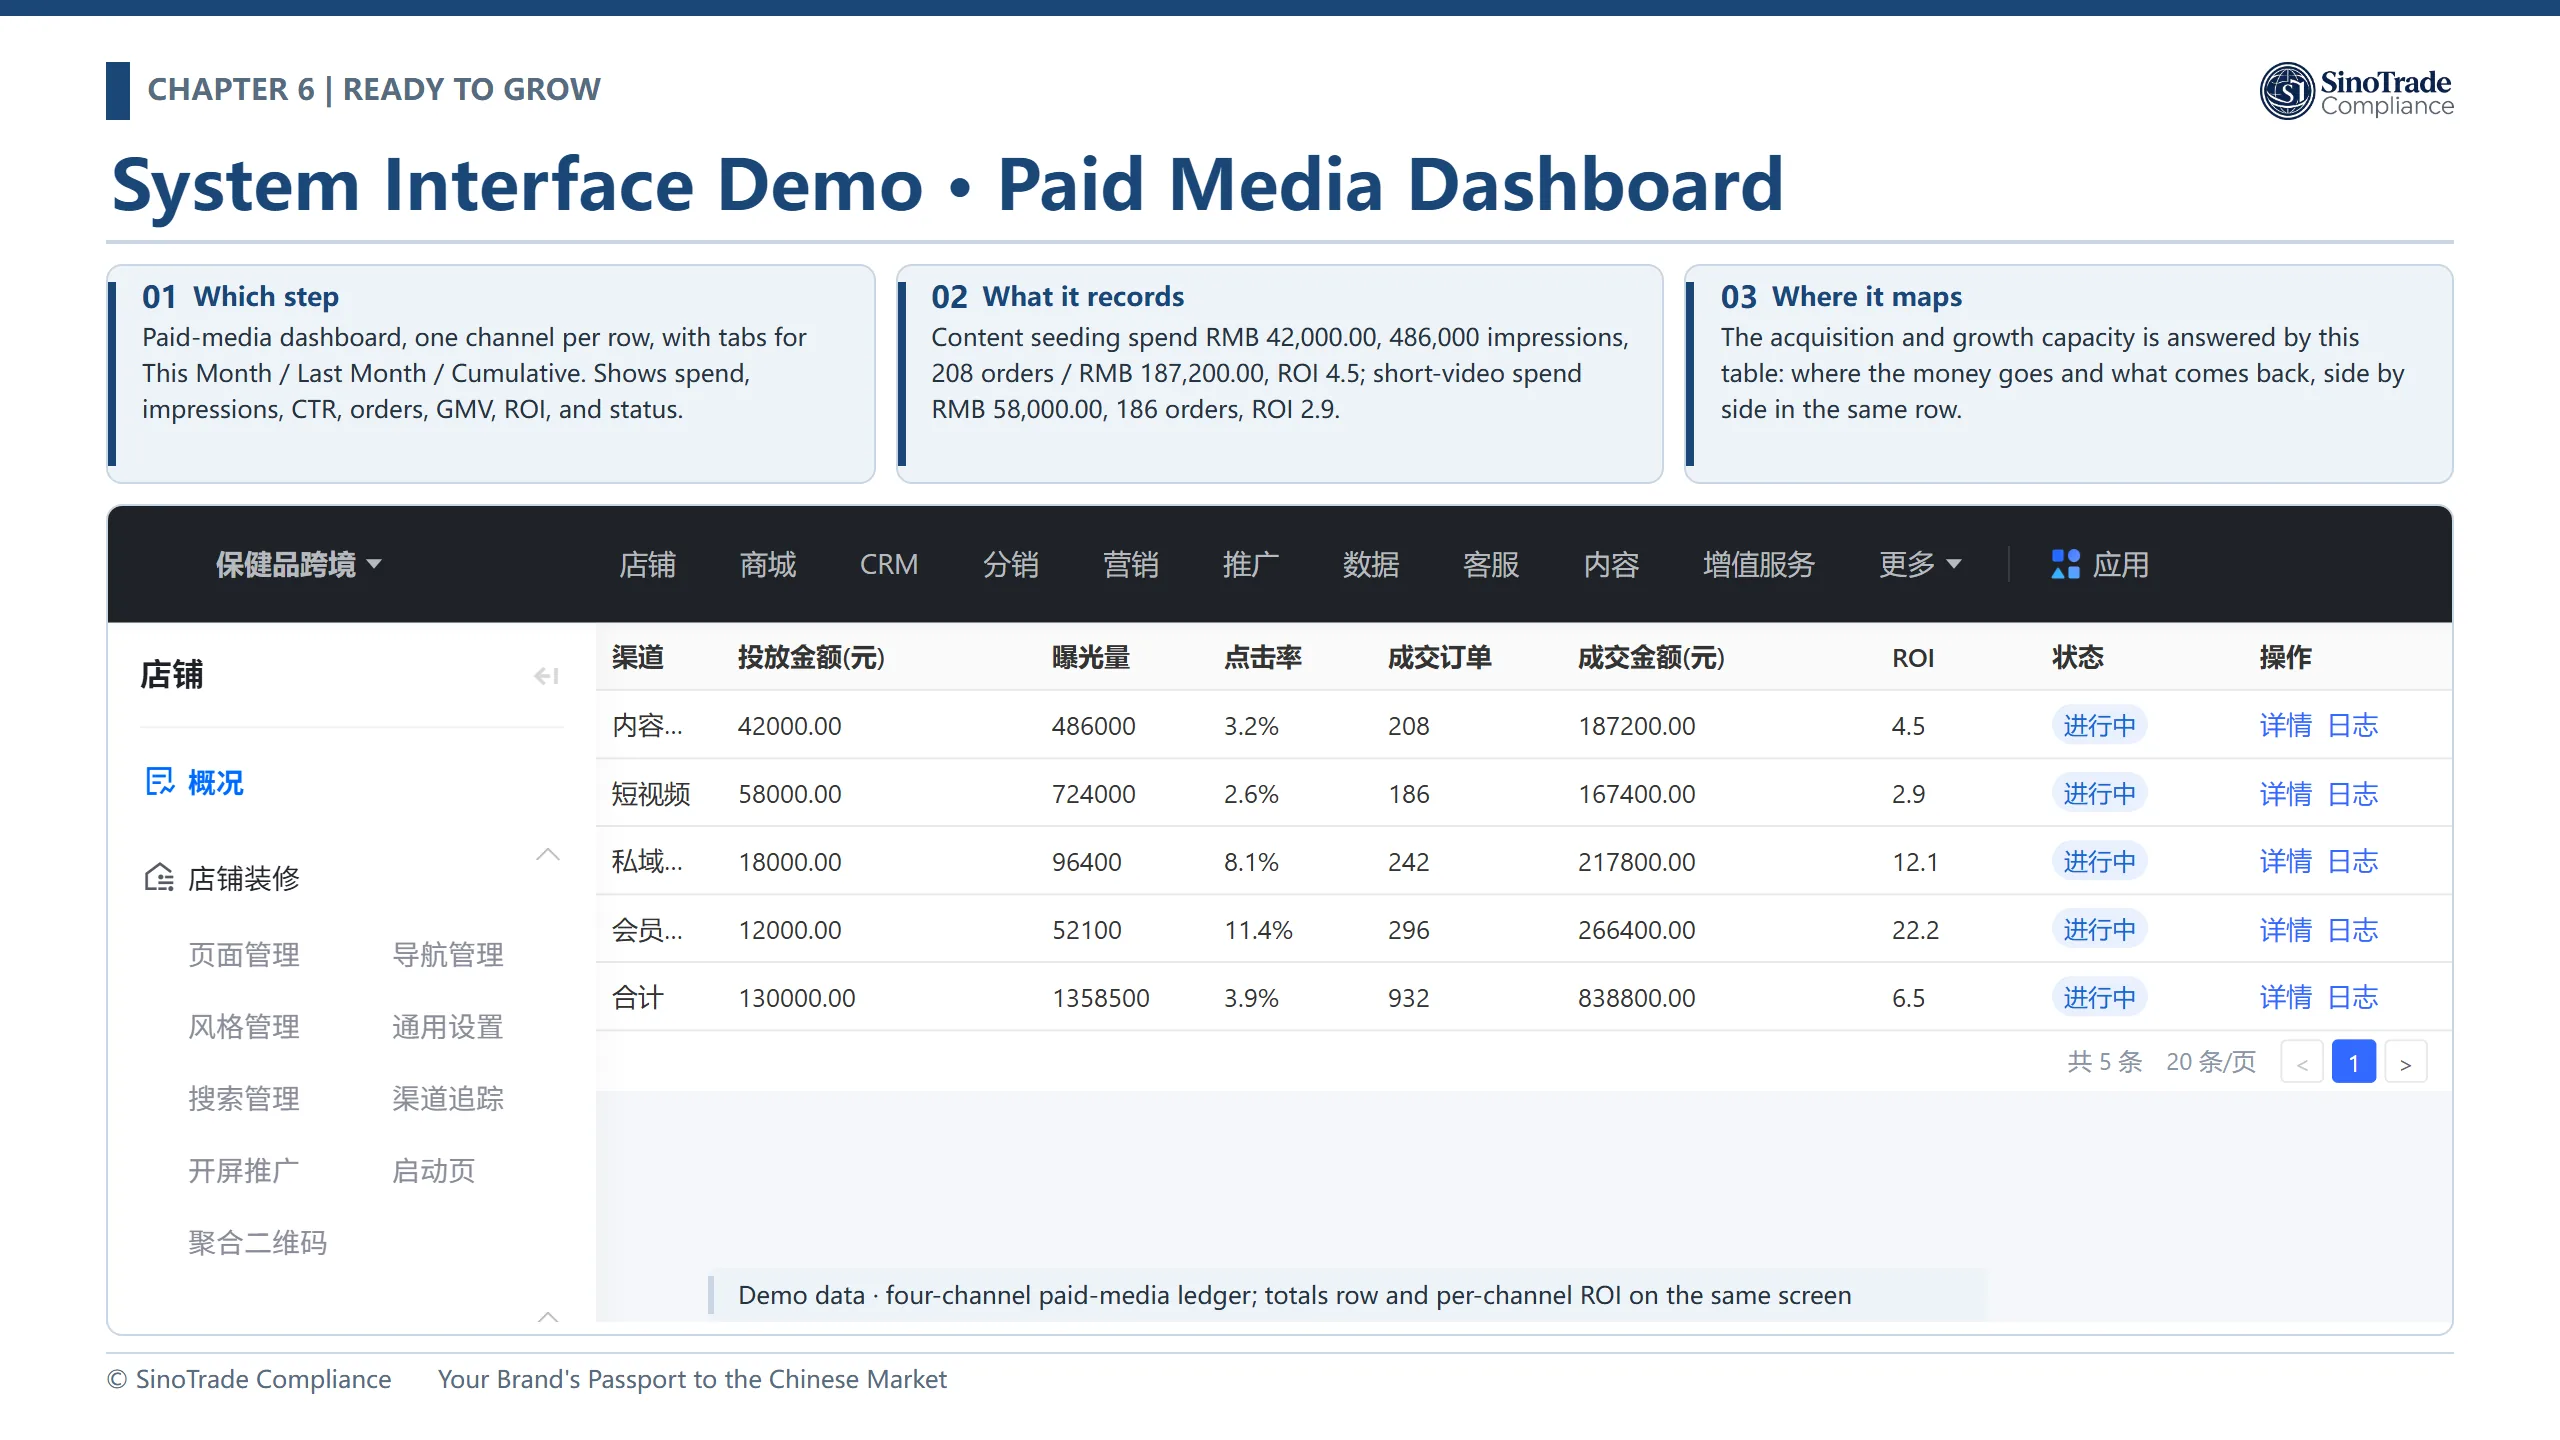 CHAPTER 6 | READY TO GROW
SinoTrade
Compliance
System Interface Demo • Paid Media Dashboard
01 Which step
Paid-media dashboard, one channel per row, with tabs for
This Month / Last Month / Cumulative. Shows spend,
impressions, CTR, orders, GMV, ROI, and status.
02 What it records
Content seeding spend RMB 42,000.00, 486,000 impressions,
208 orders / RMB 187,200.00, ROI 4.5; short-video spend
RMB 58,000.00, 186 orders, ROI 2.9.
03 Where it maps
The acquisition and growth capacity is answered by this
table: where the money goes and what comes back, side by
side in the same row.
保健品跨境 店铺 商城 CRM 分销 营销 推广 数据 客服 内容 增值服务 更多 应用
店铺
概况
店铺装修
页面管理 导航管理
风格管理 通用设置
搜索管理 渠道追踪
开屏推广 启动页
聚合二维码
渠道 投放金额(元) 曝光量 点击率 成交订单 成交金额(元) ROI 状态 操作
内容... 42000.00 486000 3.2% 208 187200.00 4.5 进行中 详情 日志
短视频 58000.00 724000 2.6% 186 167400.00 2.9 进行中 详情 日志
私域... 18000.00 96400 8.1% 242 217800.00 12.1 进行中 详情 日志
会员... 12000.00 52100 11.4% 296 266400.00 22.2 进行中 详情 日志
合计 130000.00 1358500 3.9% 932 838800.00 6.5 进行中 详情 日志
共 5 条 20 条/页 < 1 >
Demo data · four-channel paid-media ledger; totals row and per-channel ROI on the same screen
© SinoTrade Compliance Your Brand's Passport to the Chinese Market